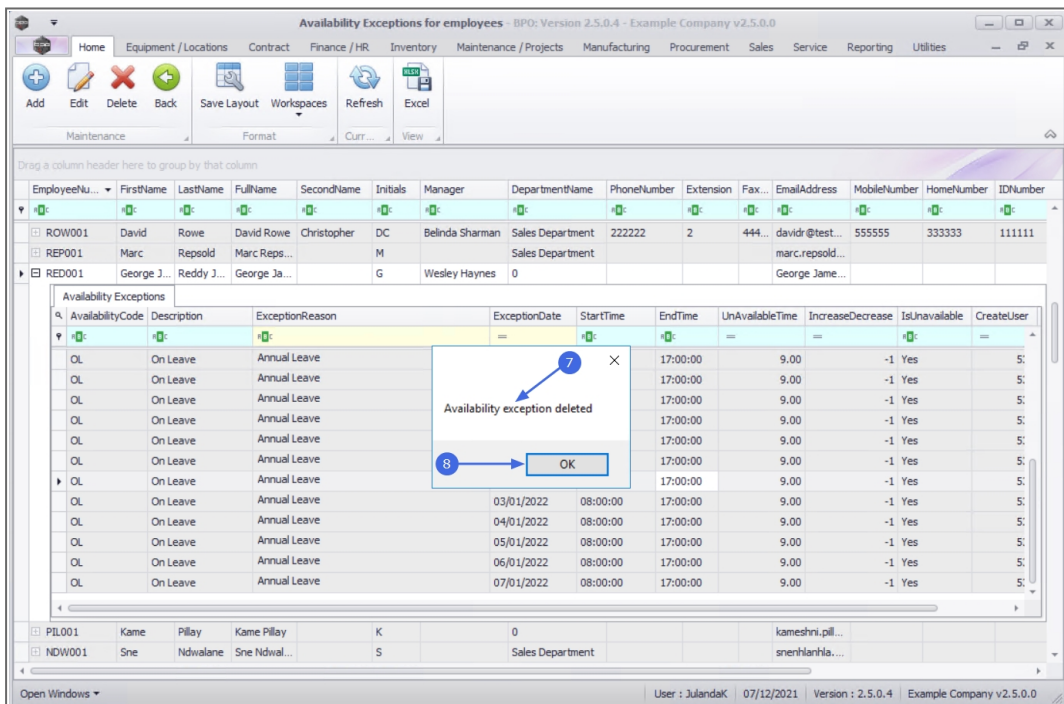 Availability Exceptions for employees - BPO: Version 2.5.0.4 - Example Company v2.5.0.0
Home Equipment / Locations Contract Finance / HR Inventory Maintenance / Projects Manufacturing Procurement Sales Service Reporting Utilities
Add Edit Delete Back Save Layout Workspaces Refresh Excel
Maintenance Format Curr... View
Drag a column header here to group by that column
EmployeeNu... FirstName LastName FullName SecondName Initials Manager DepartmentName PhoneNumber Extension Fax... EmailAddress MobileNumber HomeNumber IDNumber
ROW001 David Rowe David Rowe Christopher DC Belinda Sharman Sales Department 222222 2 444... davidr@test... 555555 333333 111111
REP001 Marc Repsold Marc Reps... M Sales Department marc.repsold...
RED001 George J... Reddy J... George Ja... G Wesley Haynes 0 George Jame...
Availability Exceptions
AvailabilityCode Description ExceptionReason ExceptionDate StartTime EndTime UnAvailableTime IncreaseDecrease IsUnavailable CreateUser
= = = =
OL On Leave Annual Leave 17:00:00 9.00 -1 Yes 5
OL On Leave Annual Leave 17:00:00 9.00 -1 Yes 5
OL On Leave Annual Leave 17:00:00 9.00 -1 Yes 5
OL On Leave Annual Leave 17:00:00 9.00 -1 Yes 5
OL On Leave Annual Leave 17:00:00 9.00 -1 Yes 5
OL On Leave Annual Leave 17:00:00 9.00 -1 Yes 5
OL On Leave Annual Leave 17:00:00 9.00 -1 Yes 5
OL On Leave Annual Leave 03/01/2022 08:00:00 17:00:00 9.00 -1 Yes 5
OL On Leave Annual Leave 04/01/2022 08:00:00 17:00:00 9.00 -1 Yes 5
OL On Leave Annual Leave 05/01/2022 08:00:00 17:00:00 9.00 -1 Yes 5
OL On Leave Annual Leave 06/01/2022 08:00:00 17:00:00 9.00 -1 Yes 5
OL On Leave Annual Leave 07/01/2022 08:00:00 17:00:00 9.00 -1 Yes 5
7
Availability exception deleted
8
OK
PIL001 Kame Pillay Kame Pillay K 0 kameshni.pill...
NDW001 Sne Ndwalane Sne Ndwal... S Sales Department snenhlanhla....
Open Windows User : JulandaK 07/12/2021 Version : 2.5.0.4 Example Company v2.5.0.0